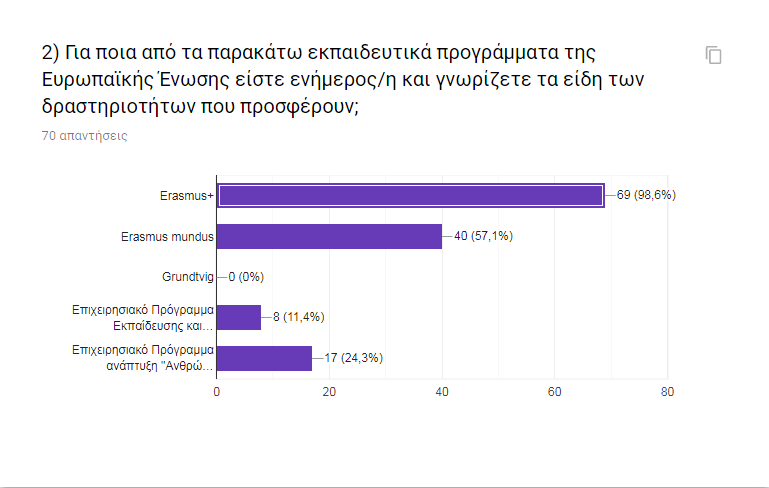 2) Για ποια από τα παρακάτω εκπαιδευτικά προγράμματα της
Ευρωπαϊκής Ένωσης είστε ενήμερος/η και γνωρίζετε τα είδη των
δραστηριοτήτων που προσφέρουν;
70 απαντήσεις
Erasmus+
69 (98,6%)
Erasmus mundus
40 (57,1%)
Grundtvig
0 (0%)
Επιχειρησιακό Πρόγραμμα
Εκπαίδευσης και…
8 (11,4%)
Επιχειρησιακό Πρόγραμμα
ανάπτυξη "Ανθρώ…
17 (24,3%)
0 20 40 60 80